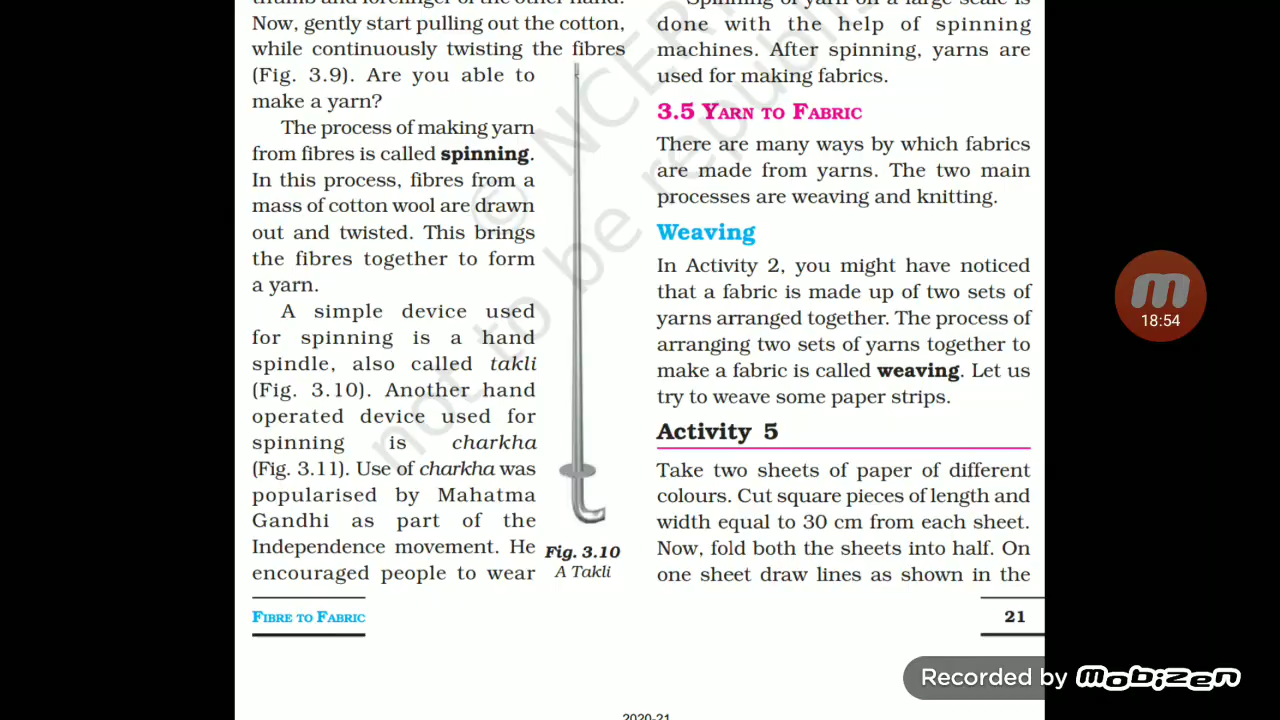 thumb and forefinger of the other hand.
Now, gently start pulling out the cotton,
while continuously twisting the fibres
(Fig. 3.9). Are you able to
make a yarn?
The process of making yarn
from fibres is called spinning.
In this process, fibres from a
mass of cotton wool are drawn
out and twisted. This brings
the fibres together to form
a yarn.
A simple device used
for spinning is a hand
spindle, also called takli
(Fig. 3.10). Another hand
operated device used for
spinning is charkha
(Fig. 3.11). Use of charkha was
popularised by Mahatma
Gandhi as part of the
Independence movement. He
encouraged people to wear
Fig. 3.10
A Takli
Spinning of yarn on a large scale is
done with the help of spinning
machines. After spinning, yarns are
used for making fabrics.
3.5 YARN TO FABRIC
There are many ways by which fabrics
are made from yarns. The two main
processes are weaving and knitting.
Weaving
In Activity 2, you might have noticed
that a fabric is made up of two sets of
yarns arranged together. The process of
arranging two sets of yarns together to
make a fabric is called weaving. Let us
try to weave some paper strips.
Activity 5
Take two sheets of paper of different
colours. Cut square pieces of length and
width equal to 30 cm from each sheet.
Now, fold both the sheets into half. On
one sheet draw lines as shown in the
FIBRE TO FABRIC
21
2020-21
© NCERT
not to be republi
18:54
Recorded by Mobizen